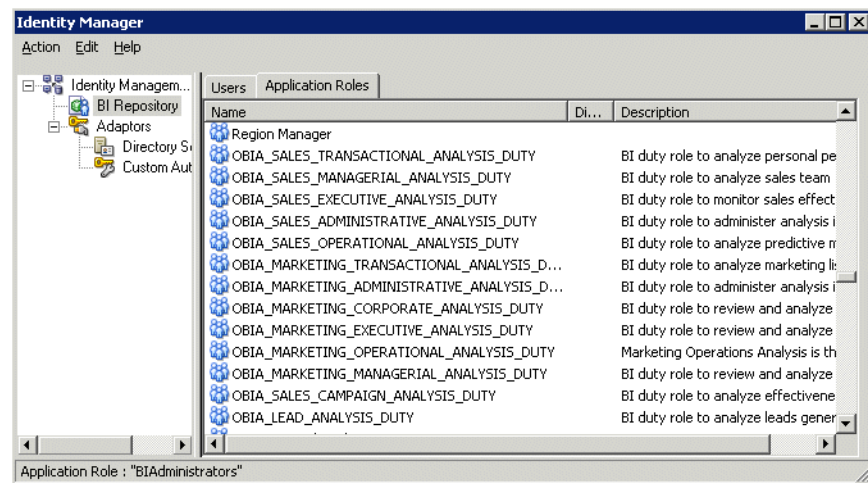 Identity Manager
Action Edit Help
Identity Managem...
BI Repository
Adaptors
Directory
Custom Aut
Users Application Roles
Name Di... Description
Region Manager
OBIA_SALES_TRANSACTIONAL_ANALYSIS_DUTY BI duty role to analyze personal pe
OBIA_SALES_MANAGERIAL_ANALYSIS_DUTY BI duty role to analyze sales team
OBIA_SALES_EXECUTIVE_ANALYSIS_DUTY BI duty role to monitor sales effect
OBIA_SALES_ADMINISTRATIVE_ANALYSIS_DUTY BI duty role to administer analysis i
OBIA_SALES_OPERATIONAL_ANALYSIS_DUTY BI duty role to analyze predictive m
OBIA_MARKETING_TRANSACTIONAL_ANALYSIS_D... BI duty role to analyze marketing lis
OBIA_MARKETING_ADMINISTRATIVE_ANALYSIS_D... BI duty role to administer analysis i
OBIA_MARKETING_CORPORATE_ANALYSIS_DUTY BI duty role to review and analyze
OBIA_MARKETING_EXECUTIVE_ANALYSIS_DUTY BI duty role to review and analyze
OBIA_MARKETING_OPERATIONAL_ANALYSIS_DUTY Marketing Operations Analysis is th
OBIA_MARKETING_MANAGERIAL_ANALYSIS_DUTY BI duty role to review and analyze
OBIA_SALES_CAMPAIGN_ANALYSIS_DUTY BI duty role to analyze effectivene
OBIA_LEAD_ANALYSIS_DUTY BI duty role to analyze leads gener
Application Role : "BIAdministrators"